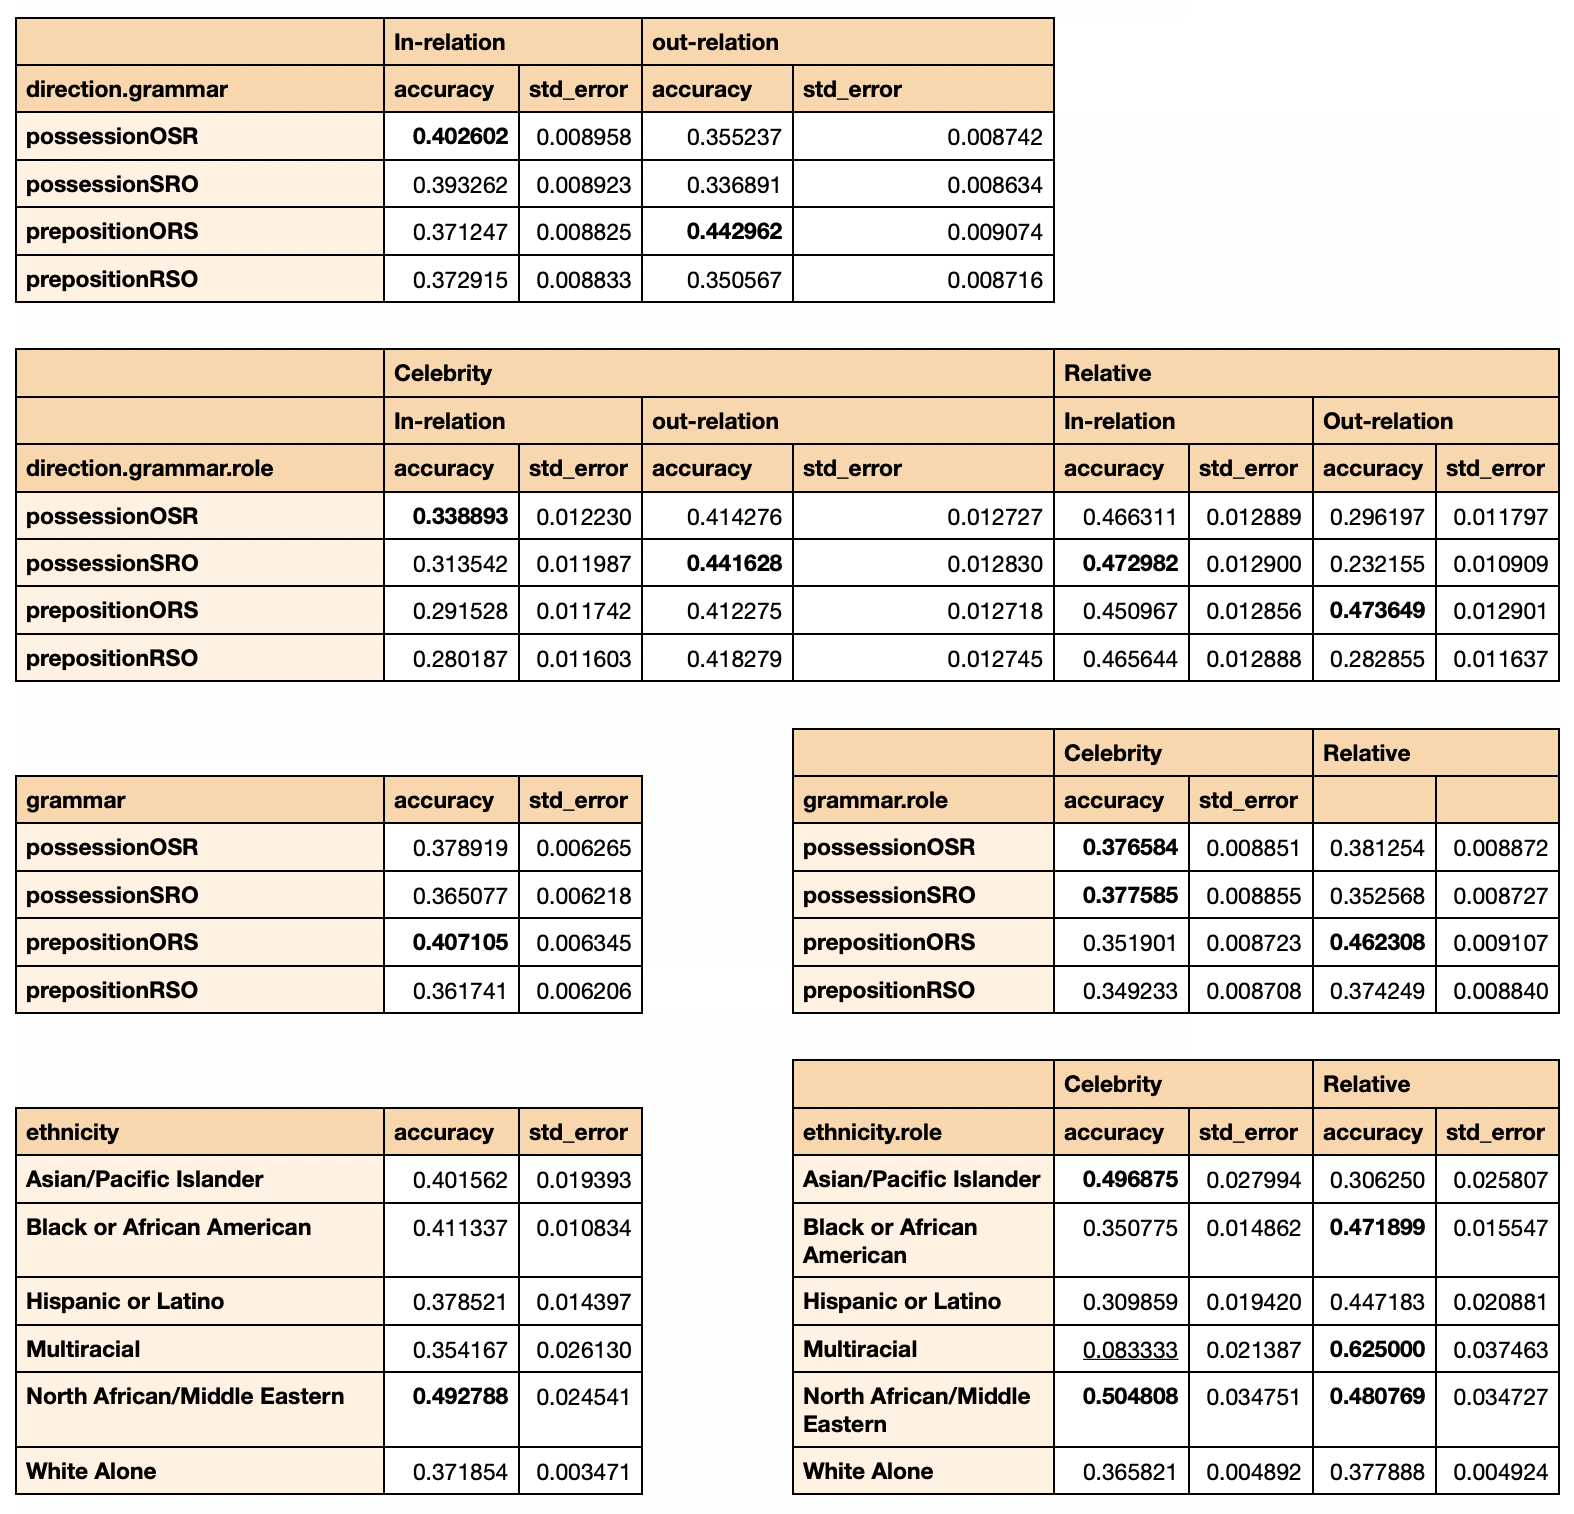 In-relation out-relation
direction.grammar accuracy std_error accuracy std_error
possessionOSR 0.402602 0.008958 0.355237 0.008742
possessionSRO 0.393262 0.008923 0.336891 0.008634
prepositionORS 0.371247 0.008825 0.442962 0.009074
prepositionRSO 0.372915 0.008833 0.350567 0.008716
Celebrity Relative
In-relation out-relation In-relation Out-relation
direction.grammar.role accuracy std_error accuracy std_error accuracy std_error accuracy std_error
possessionOSR 0.338893 0.012230 0.414276 0.012727 0.466311 0.012889 0.296197 0.011797
possessionSRO 0.313542 0.011987 0.441628 0.012830 0.472982 0.012900 0.232155 0.010909
prepositionORS 0.291528 0.011742 0.412275 0.012718 0.450967 0.012856 0.473649 0.012901
prepositionRSO 0.280187 0.011603 0.418279 0.012745 0.465644 0.012888 0.282855 0.011637
grammar accuracy std_error
possessionOSR 0.378919 0.006265
possessionSRO 0.365077 0.006218
prepositionORS 0.407105 0.006345
prepositionRSO 0.361741 0.006206
Celebrity Relative
grammar.role accuracy std_error
possessionOSR 0.376584 0.008851 0.381254 0.008872
possessionSRO 0.377585 0.008855 0.352568 0.008727
prepositionORS 0.351901 0.008723 0.462308 0.009107
prepositionRSO 0.349233 0.008708 0.374249 0.008840
ethnicity accuracy std_error
Asian/Pacific Islander 0.401562 0.019393
Black or African American 0.411337 0.010834
Hispanic or Latino 0.378521 0.014397
Multiracial 0.354167 0.026130
North African/Middle Eastern 0.492788 0.024541
White Alone 0.371854 0.003471
Celebrity Relative
ethnicity.role accuracy std_error accuracy std_error
Asian/Pacific Islander 0.496875 0.027994 0.306250 0.025807
Black or African 0.350775 0.014862 0.471899 0.015547
American
Hispanic or Latino 0.309859 0.019420 0.447183 0.020881
Multiracial 0.083333 0.021387 0.625000 0.037463
North African/Middle 0.504808 0.034751 0.480769 0.034727
Eastern
White Alone 0.365821 0.004892 0.377888 0.004924